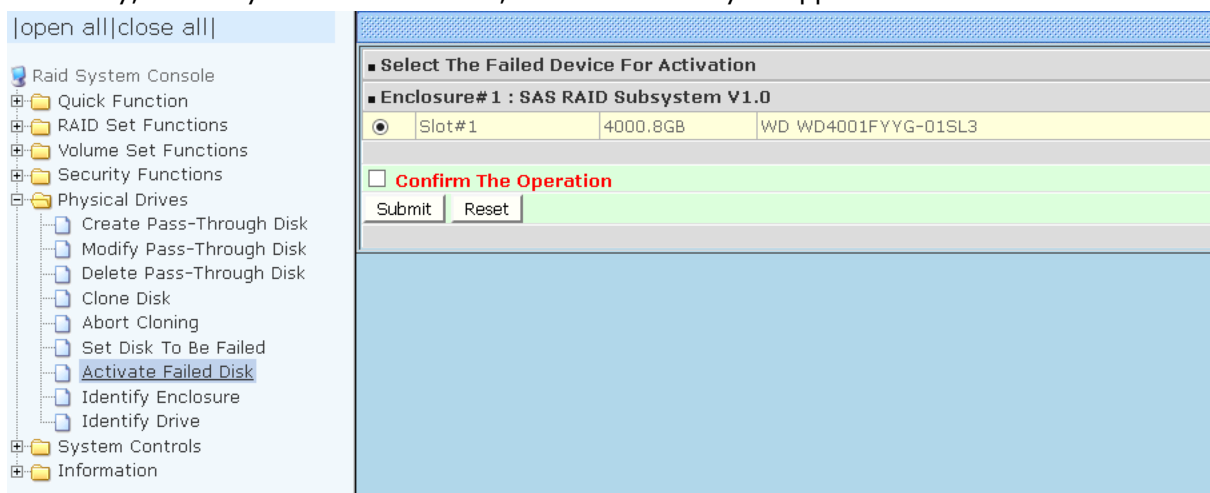 |open all|close all|
Raid System Console
Quick Function
RAID Set Functions
Volume Set Functions
Security Functions
Physical Drives
Create Pass-Through Disk
Modify Pass-Through Disk
Delete Pass-Through Disk
Clone Disk
Abort Cloning
Set Disk To Be Failed
Activate Failed Disk
Identify Enclosure
Identify Drive
System Controls
Information
Select The Failed Device For Activation
Enclosure#1 : SAS RAID Subsystem V1.0
Slot#1 4000.8GB WD WD4001FYYG-01SL3
Confirm The Operation
Submit Reset